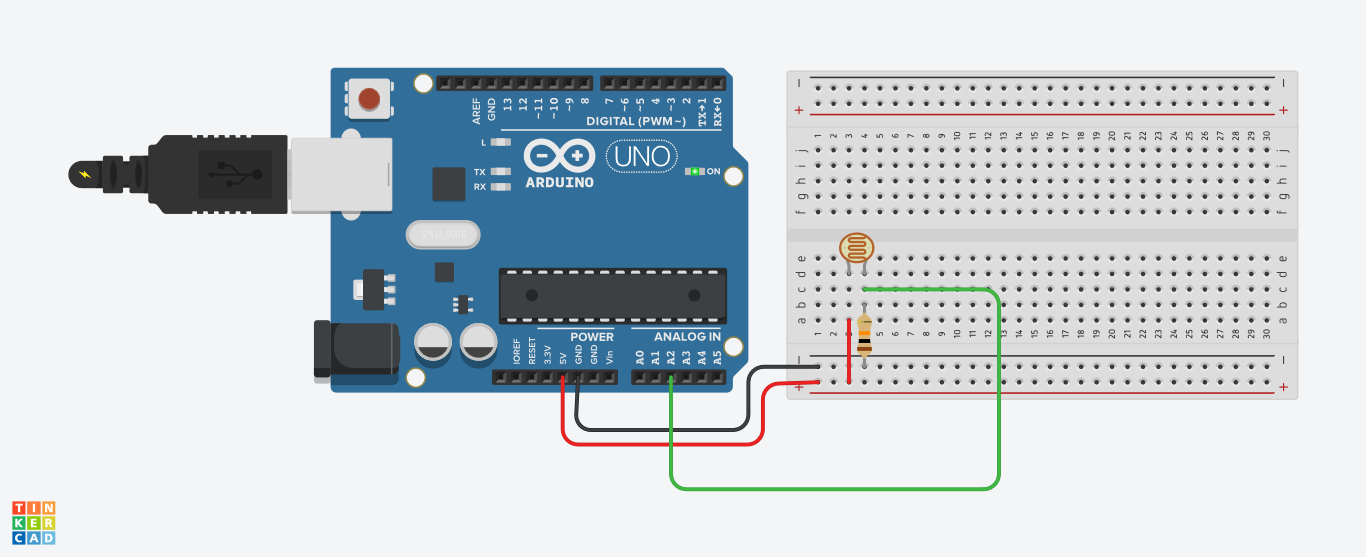 AREF
GND
13
12
~11
~10
~9
8
7
~6
~5
4
~3
2
TX→1
RX←0
DIGITAL (PWM~)
L
TX
RX
UNO
ARDUINO
ON
POWER
ANALOG IN
IOREF
RESET
3.3V
5V
GND
GND
Vin
A0
A1
A2
A3
A4
A5
− −
+ +
1 2 3 4 5 6 7 8 9 10 11 12 13 14 15 16 17 18 19 20 21 22 23 24 25 26 27 28 29 30
j j
i i
h h
g g
f f
e e
d d
c c
b b
a a
1 2 4 5 6 7 8 9 10 11 12 13 14 15 16 17 18 19 20 21 22 23 24 25 26 27 28 29 30
− −
+ +
TIN
KER
CAD